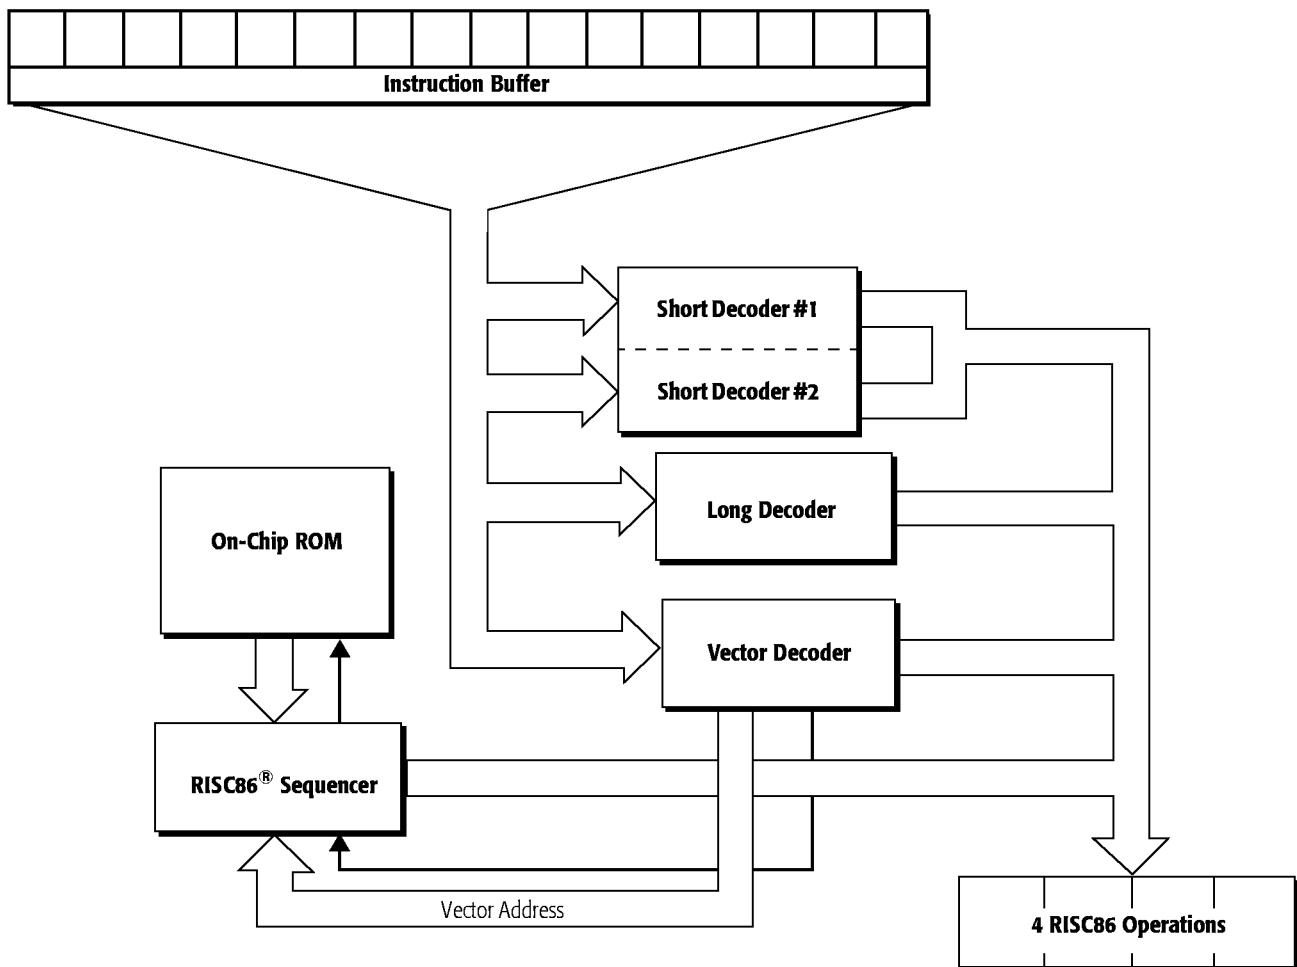 Instruction Buffer
Short Decoder #1
Short Decoder #2
Long Decoder
On-Chip ROM
Vector Decoder
RISC86® Sequencer
Vector Address
4 RISC86 Operations